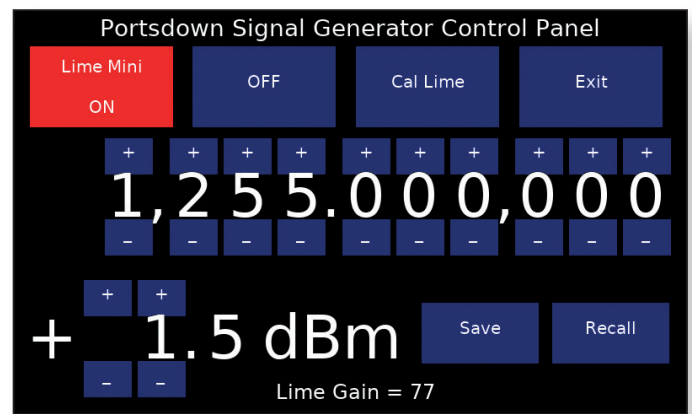 Portsdown Signal Generator Control Panel
Lime Mini OFF Cal Lime Exit
ON
+ + + + + + + + + +
1,255.000,000
– – – – – – – – – –
+ +
+ 1.5 dBm Save Recall
– –
Lime Gain = 77